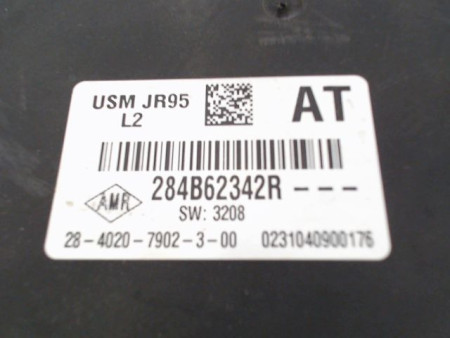 USM JR95 AT
L2
AMR 284B62342R - - -
SW: 3208
28-4020-7902-3-00 0231040900176